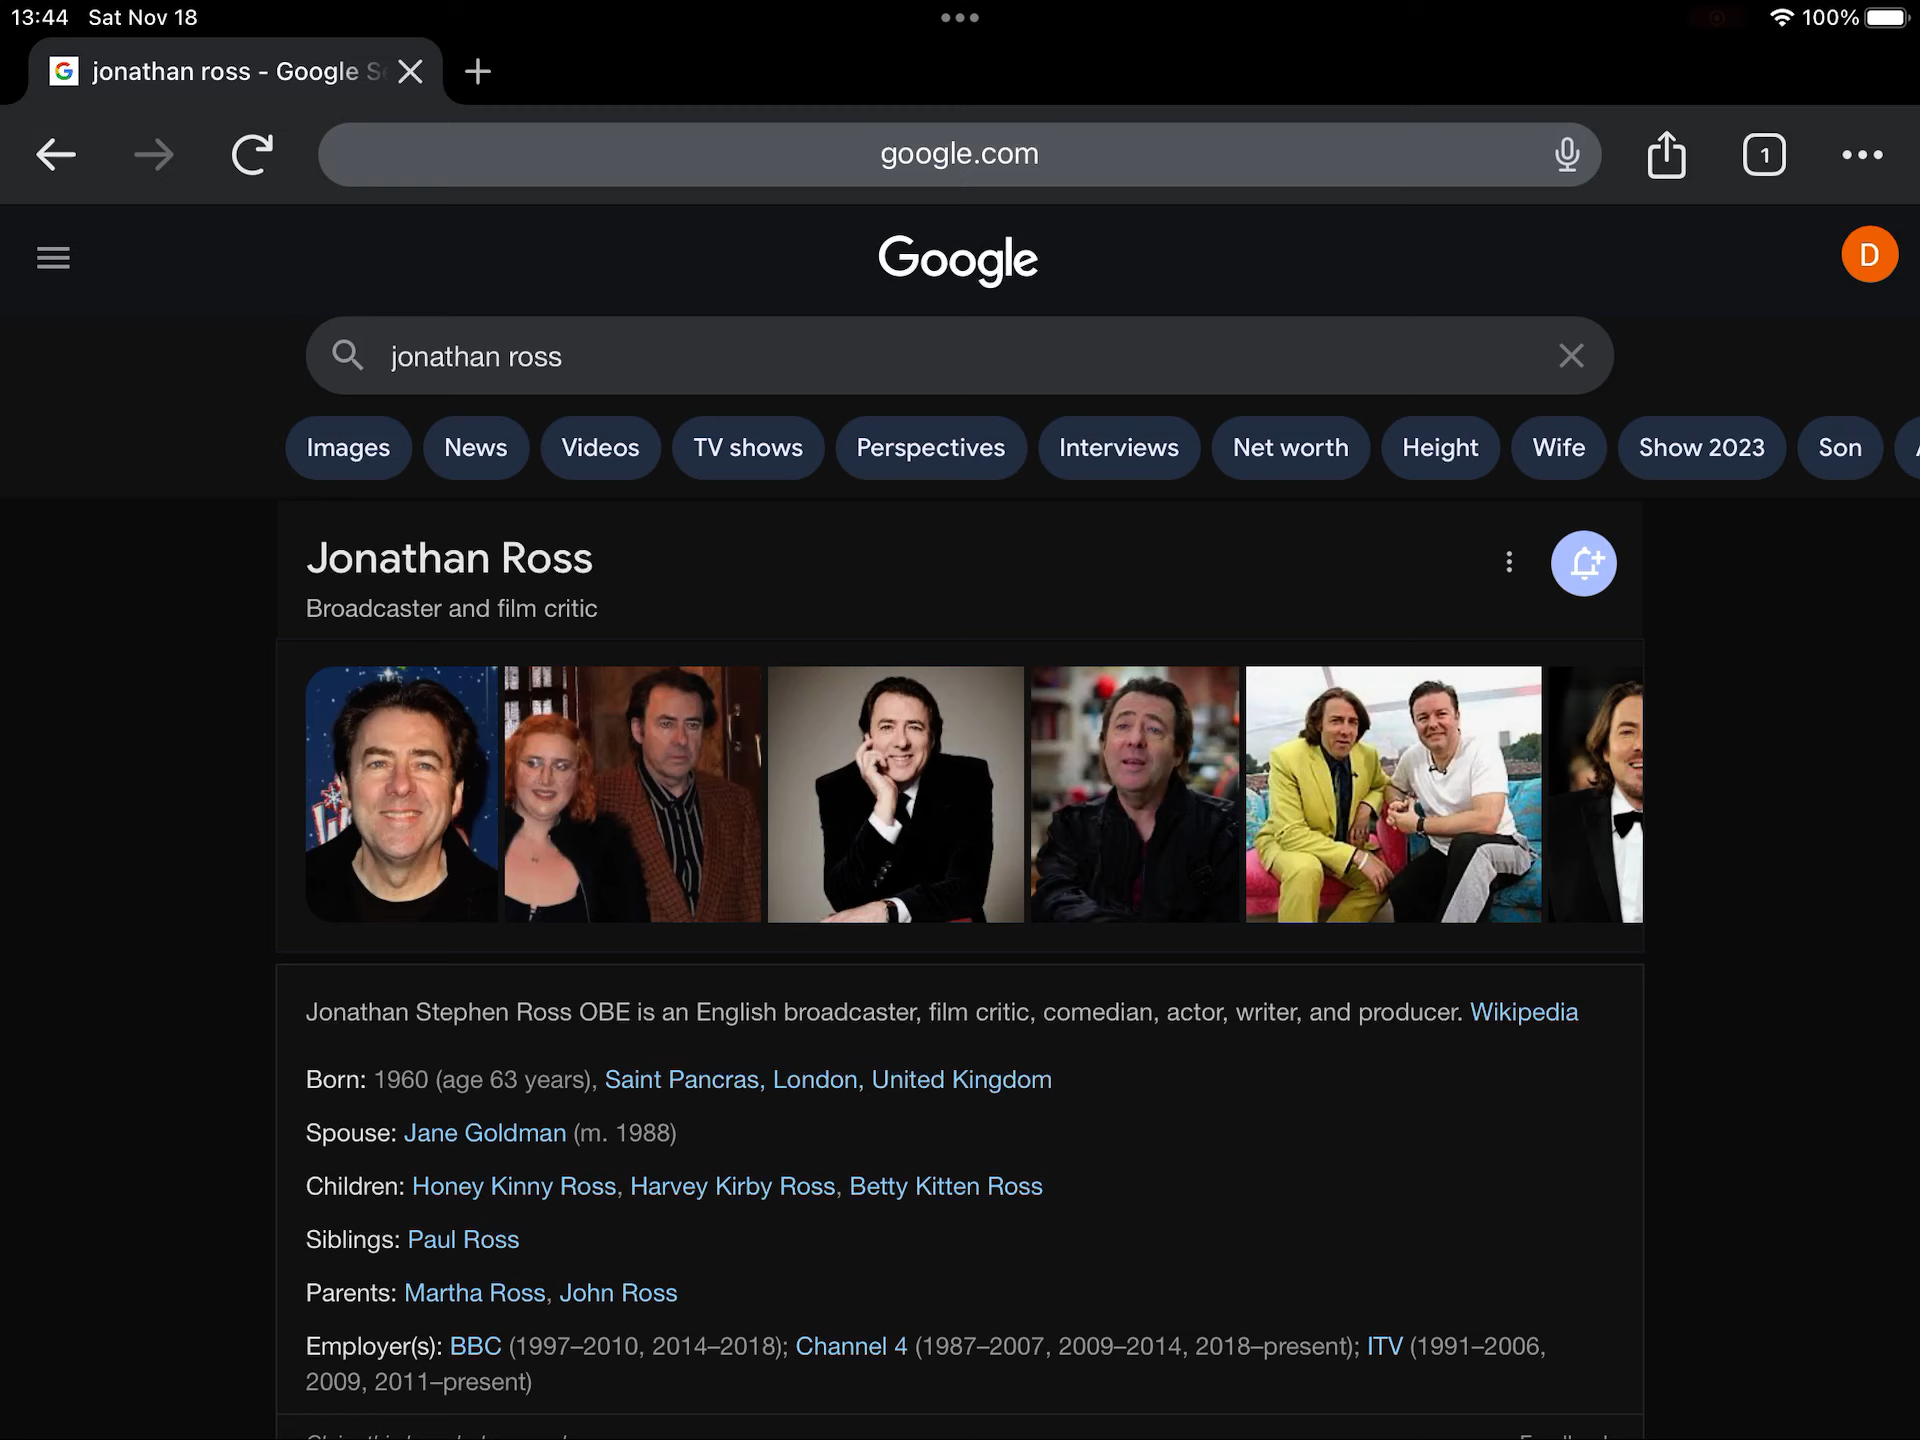 13:44 Sat Nov 18
100%
jonathan ross - Google
google.com
1
Google
D
jonathan ross
Images News Videos TV shows Perspectives Interviews Net worth Height Wife Show 2023 Son
Jonathan Ross
Broadcaster and film critic
Jonathan Stephen Ross OBE is an English broadcaster, film critic, comedian, actor, writer, and producer. Wikipedia
Born: 1960 (age 63 years), Saint Pancras, London, United Kingdom
Spouse: Jane Goldman (m. 1988)
Children: Honey Kinny Ross, Harvey Kirby Ross, Betty Kitten Ross
Siblings: Paul Ross
Parents: Martha Ross, John Ross
Employer(s): BBC (1997–2010, 2014–2018); Channel 4 (1987–2007, 2009–2014, 2018–present); ITV (1991–2006,
2009, 2011–present)